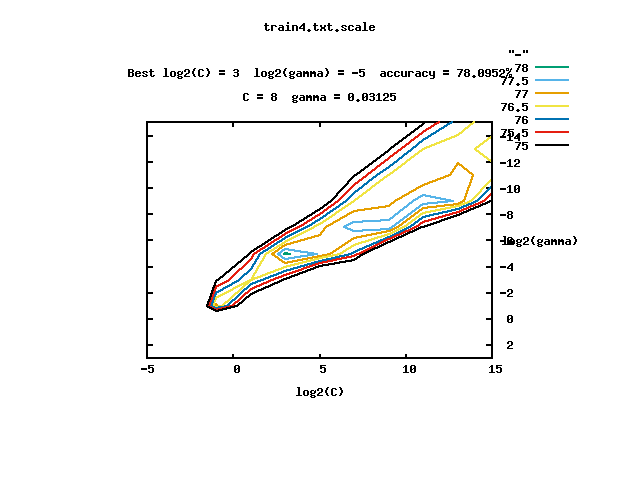 train4.txt.scale
"_"
Best log2(C) = 3  log2(gamma) = -5  accuracy = 78.0952%
78
77.5
77
76.5
76
75.5
75
C = 8  gamma = 0.03125
-14
-12
-10
-8
-6
log2(gamma)
-4
-2
0
2
-5 0 5 10 15
log2(C)